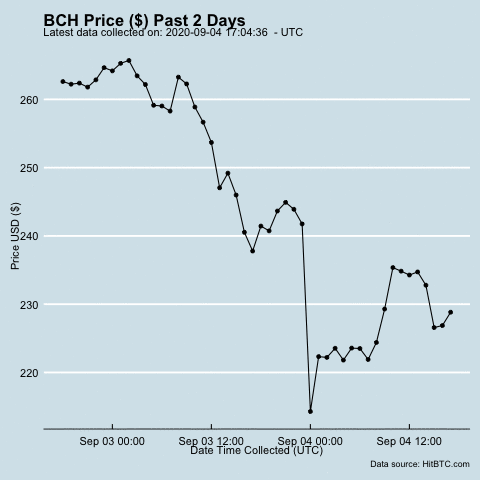 BCH Price ($) Past 2 Days
Latest data collected on: 2020-09-04 17:04:36  - UTC
260
250
240
230
220
Price USD ($)
Sep 03 00:00
Sep 03 12:00
Sep 04 00:00
Sep 04 12:00
Date Time Collected (UTC)
Data source: HitBTC.com